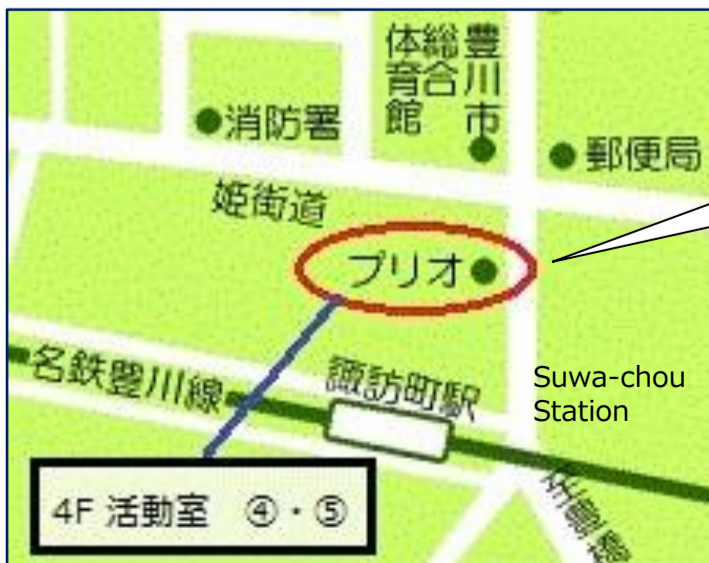 豊川市
総合
体育館
消防署
郵便局
姫街道
プリオ
名鉄豊川線
諏訪町駅
Suwa-chou
Station
4F 活動室 ④・⑤